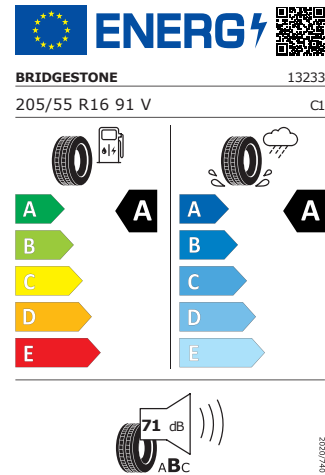 ENERG
BRIDGESTONE 13233
205/55 R16 91 V C1
A A A A
B B
C C
D D
E E
71 dB
ABC
2020/740